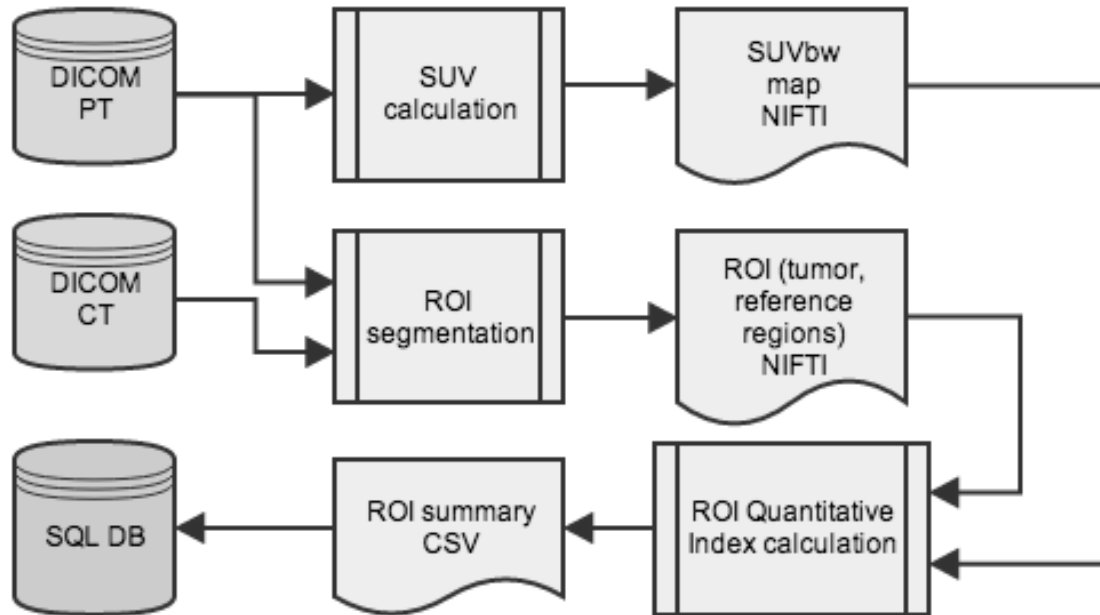 DICOM
PT
SUV
calculation
SUVbw
map
NIFTI
DICOM
CT
ROI
segmentation
ROI (tumor,
reference
regions)
NIFTI
SQL DB
ROI summary
CSV
ROI Quantitative
Index calculation